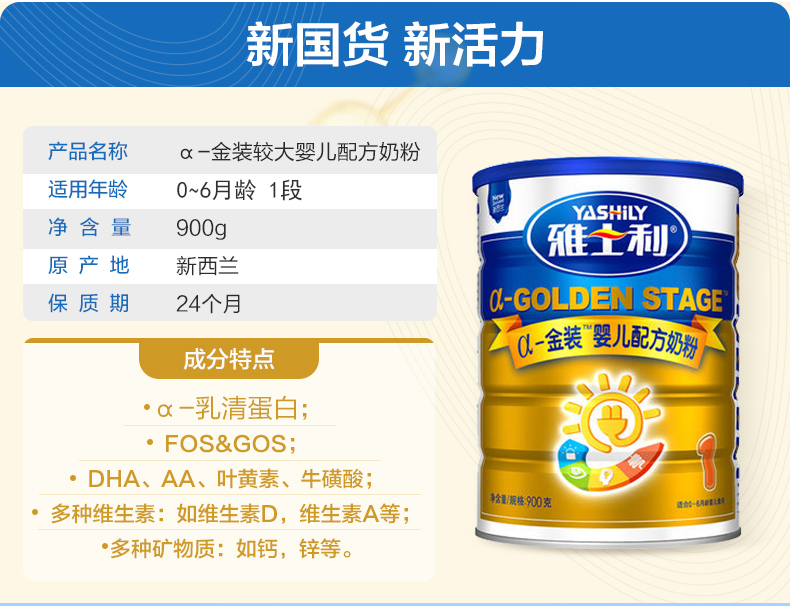 新国货 新活力
产品名称 α-金装较大婴儿配方奶粉
适用年龄 0~6月龄 1段
净含量 900g
原产地 新西兰
保质期 24个月
成分特点
•α-乳清蛋白；
•FOS&GOS；
•DHA、AA、叶黄素、牛磺酸；
•多种维生素：如维生素D，维生素A等；
•多种矿物质：如钙，锌等。
New
YASHILY
雅士利®
α-GOLDEN STAGE™
α-金装™婴儿配方奶粉
1
净含量/规格:900克